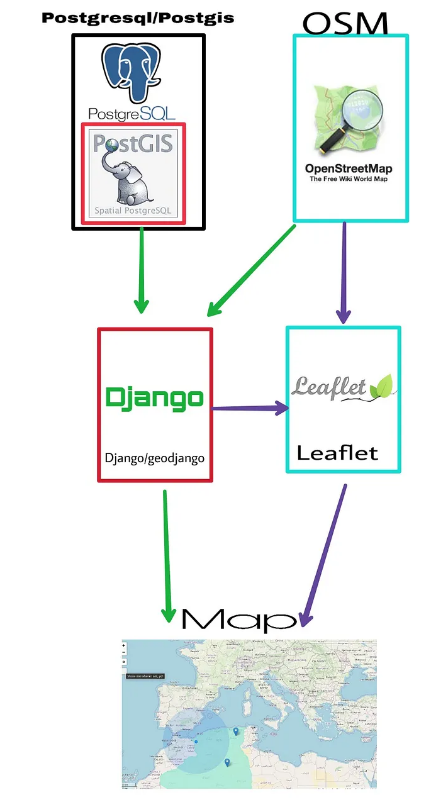 Postgresql/Postgis
OSM
PostgreSQL
PostGIS
Spatial PostgreSQL
OpenStreetMap
The Free Wiki World Map
Django
Django/geodjango
Leaflet
Leaflet
Map